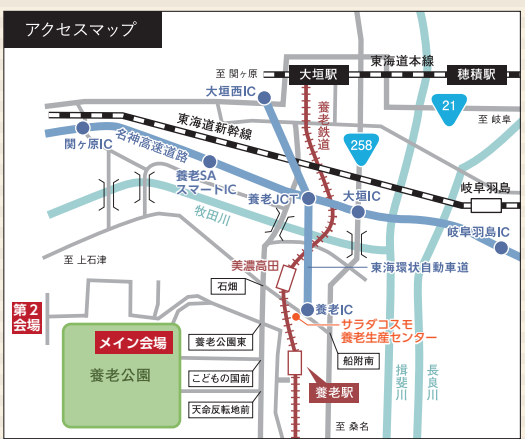 アクセスマップ
至 関ヶ原
大垣駅
東海道本線
穂積駅
大垣西IC
養老鉄道
21
至 岐阜
東海道新幹線
関ヶ原IC
名神高速道路
258
養老SA
スマートIC
養老JCT
大垣IC
岐阜羽島
牧田川
岐阜羽島IC
至 上石津
美濃高田
東海環状自動車道
石畑
第2
会場
養老IC
サラダコスモ
養老生産センター
メイン会場
養老公園東
船附南
養老公園
こどもの国前
養老駅
揖斐川
長良川
天命反転地前
至 桑名